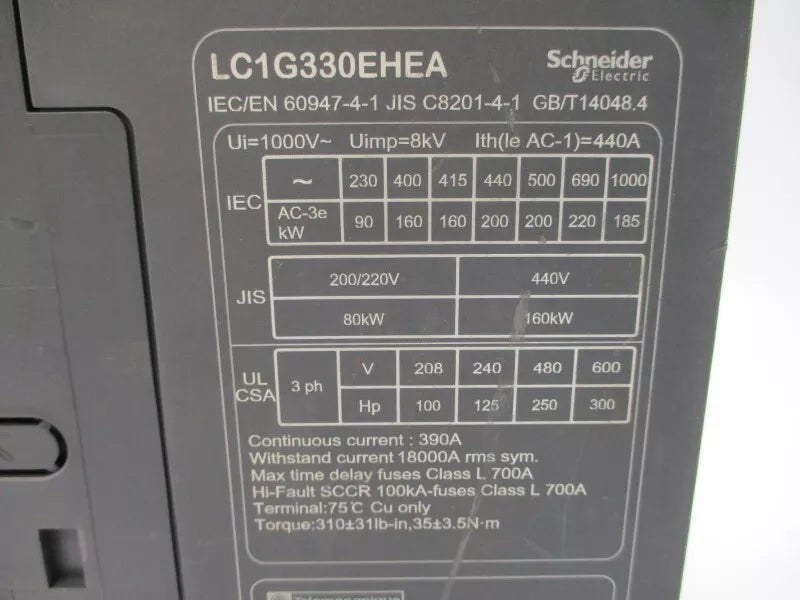 LC1G330EHEA Schneider Electric
IEC/EN 60947-4-1 JIS C8201-4-1 GB/T14048.4
Ui=1000V~ Uimp=8kV Ith(Ie AC-1)=440A
IEC ~ 230 400 415 440 500 690 1000
AC-3e kW 90 160 160 200 200 220 185
JIS 200/220V 440V
80kW 160kW
UL CSA 3 ph V 208 240 480 600
Hp 100 125 250 300
Continuous current : 390A
Withstand current 18000A rms sym.
Max time delay fuses Class L 700A
Hi-Fault SCCR 100kA-fuses Class L 700A
Terminal:75℃ Cu only
Torque:310±31lb-in,35±3.5N·m
Telemecanique